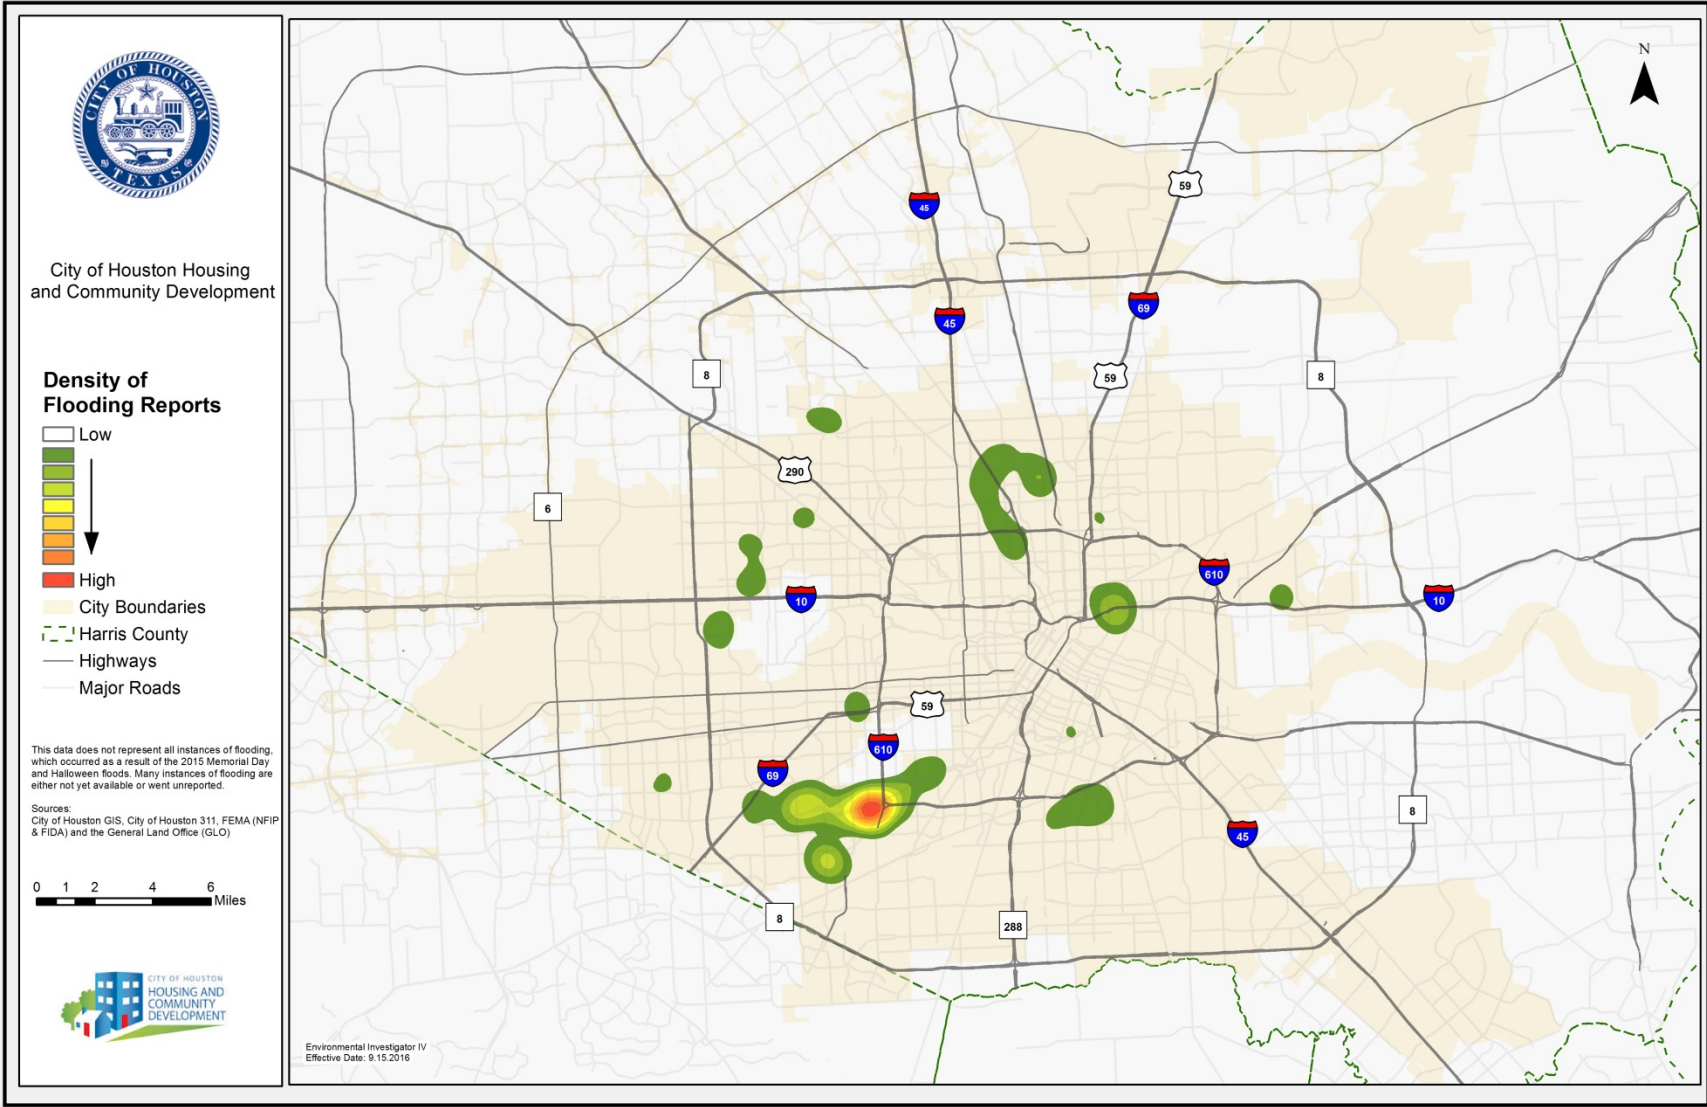 CITY OF HOUSTON
TEXAS
City of Houston Housing
and Community Development
Density of
Flooding Reports
Low
High
City Boundaries
Harris County
Highways
Major Roads
This data does not represent all instances of flooding,
which occurred as a result of the 2015 Memorial Day
and Halloween floods. Many instances of flooding are
either not yet available or went unreported.
Sources:
City of Houston GIS, City of Houston 311, FEMA (NFIP
& FIDA) and the General Land Office (GLO)
0 1 2 4 6
Miles
CITY OF HOUSTON
HOUSING AND
COMMUNITY
DEVELOPMENT
N
59
45
69
45
8
59
8
290
6
610
10
10
59
610
69
8
45
8
288
Environmental Investigator IV
Effective Date: 9.15.2016